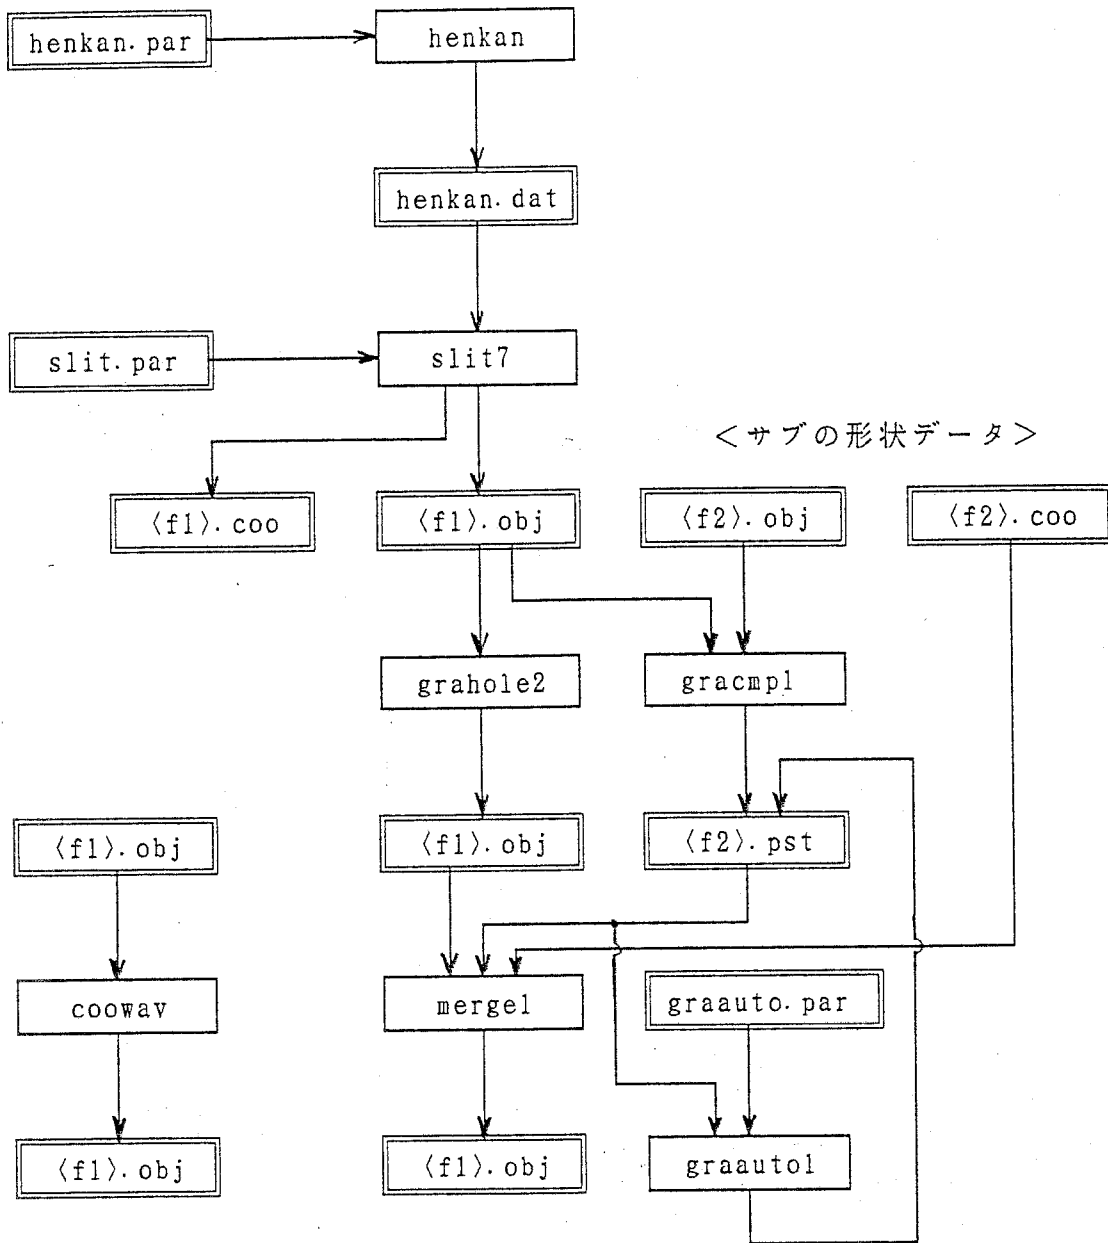 henkan.par
henkan
henkan.dat
slit.par
slit7
<サブの形状データ>
〈f1〉.coo
〈f1〉.obj
〈f2〉.obj
〈f2〉.coo
grahole2
gracmp1
〈f1〉.obj
〈f1〉.obj
〈f2〉.pst
coowav
merge1
graauto.par
〈f1〉.obj
〈f1〉.obj
graauto1